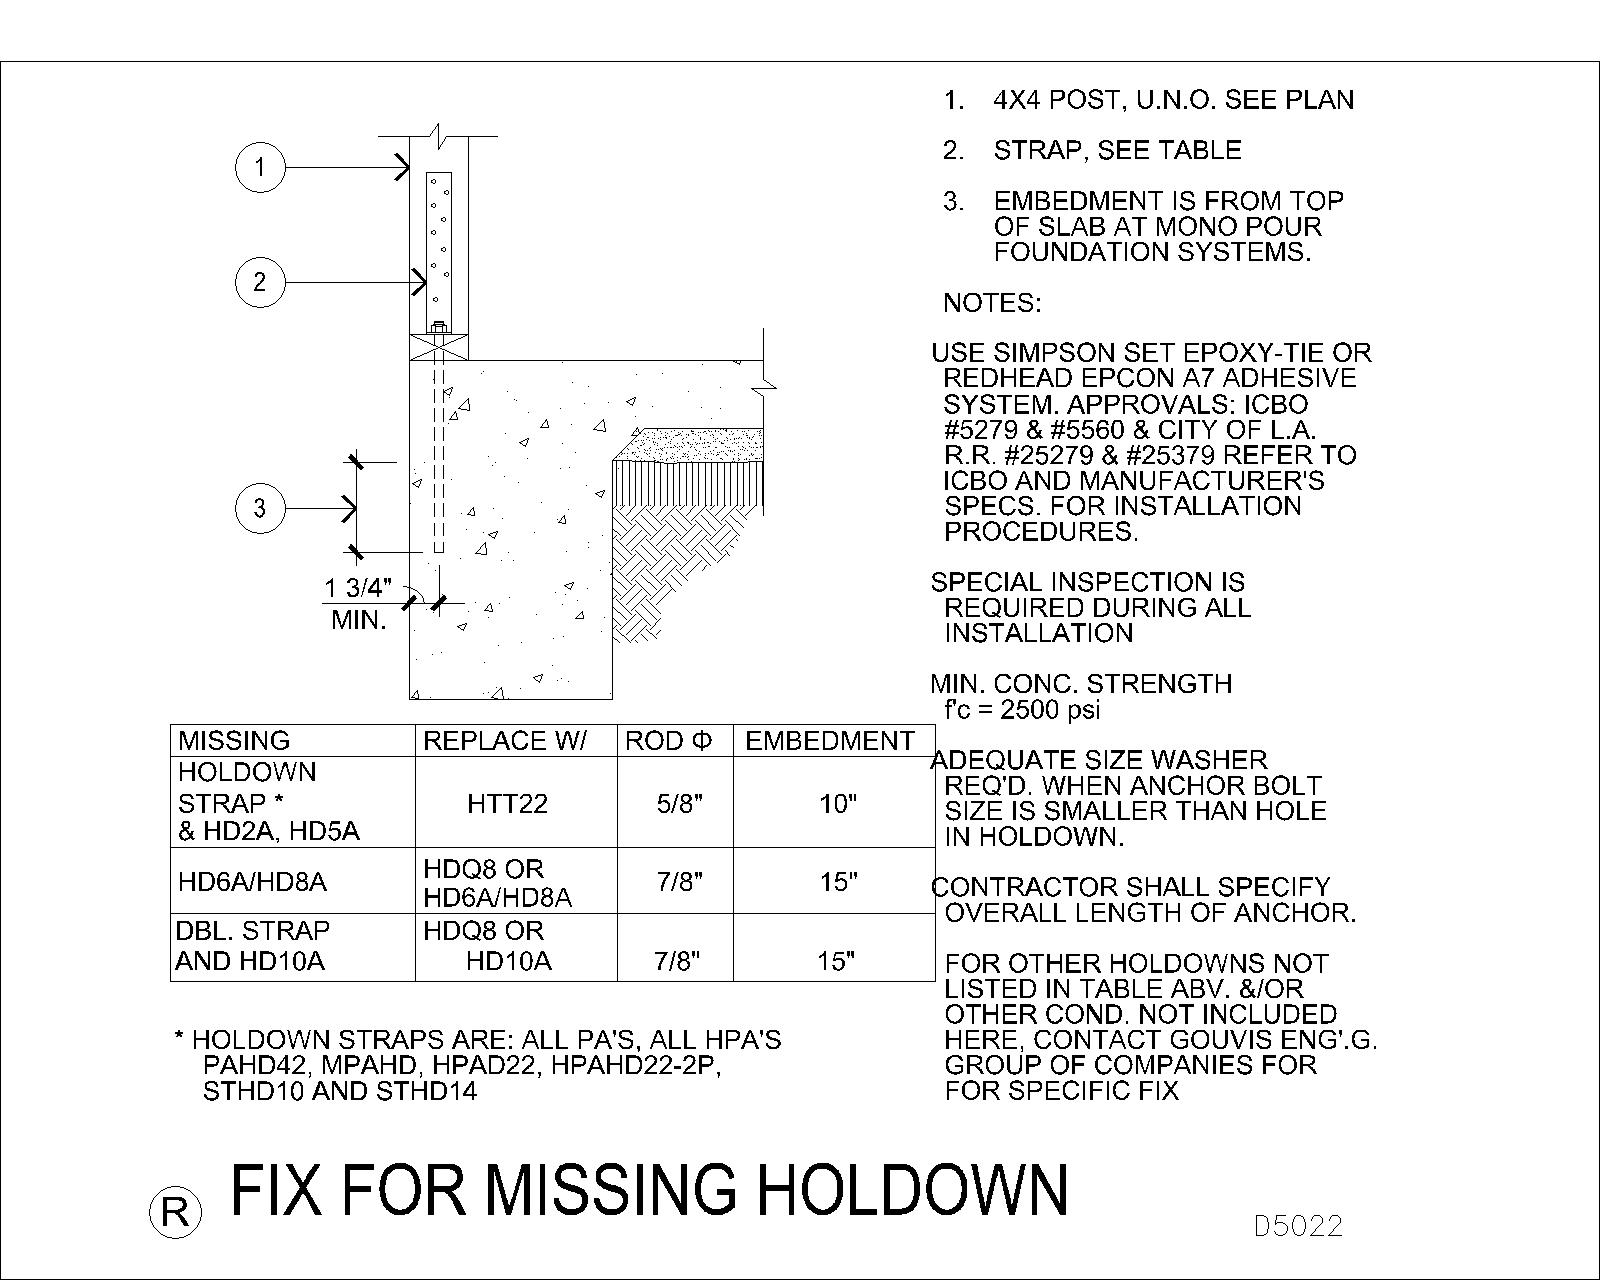 1. 4X4 POST, U.N.O. SEE PLAN
2. STRAP, SEE TABLE
3. EMBEDMENT IS FROM TOP
OF SLAB AT MONO POUR
FOUNDATION SYSTEMS.
NOTES:
USE SIMPSON SET EPOXY-TIE OR
REDHEAD EPCON A7 ADHESIVE
SYSTEM. APPROVALS: ICBO
#5279 & #5560 & CITY OF L.A.
R.R. #25279 & #25379 REFER TO
ICBO AND MANUFACTURER'S
SPECS. FOR INSTALLATION
PROCEDURES.
SPECIAL INSPECTION IS
REQUIRED DURING ALL
INSTALLATION
MIN. CONC. STRENGTH
f'c = 2500 psi
ADEQUATE SIZE WASHER
REQ'D. WHEN ANCHOR BOLT
SIZE IS SMALLER THAN HOLE
IN HOLDOWN.
CONTRACTOR SHALL SPECIFY
OVERALL LENGTH OF ANCHOR.
FOR OTHER HOLDOWNS NOT
LISTED IN TABLE ABV. &/OR
OTHER COND. NOT INCLUDED
HERE, CONTACT GOUVIS ENG'.G.
GROUP OF COMPANIES FOR
FOR SPECIFIC FIX
1
2
3
1 3/4"
MIN.
MISSING REPLACE W/ ROD Φ EMBEDMENT
HOLDOWN
STRAP * HTT22 5/8" 10"
& HD2A, HD5A
HDQ8 OR
HD6A/HD8A 7/8" 15"
HD6A/HD8A
DBL. STRAP HDQ8 OR
AND HD10A HD10A 7/8" 15"
* HOLDOWN STRAPS ARE: ALL PA'S, ALL HPA'S
PAHD42, MPAHD, HPAD22, HPAHD22-2P,
STHD10 AND STHD14
R FIX FOR MISSING HOLDOWN
D5022